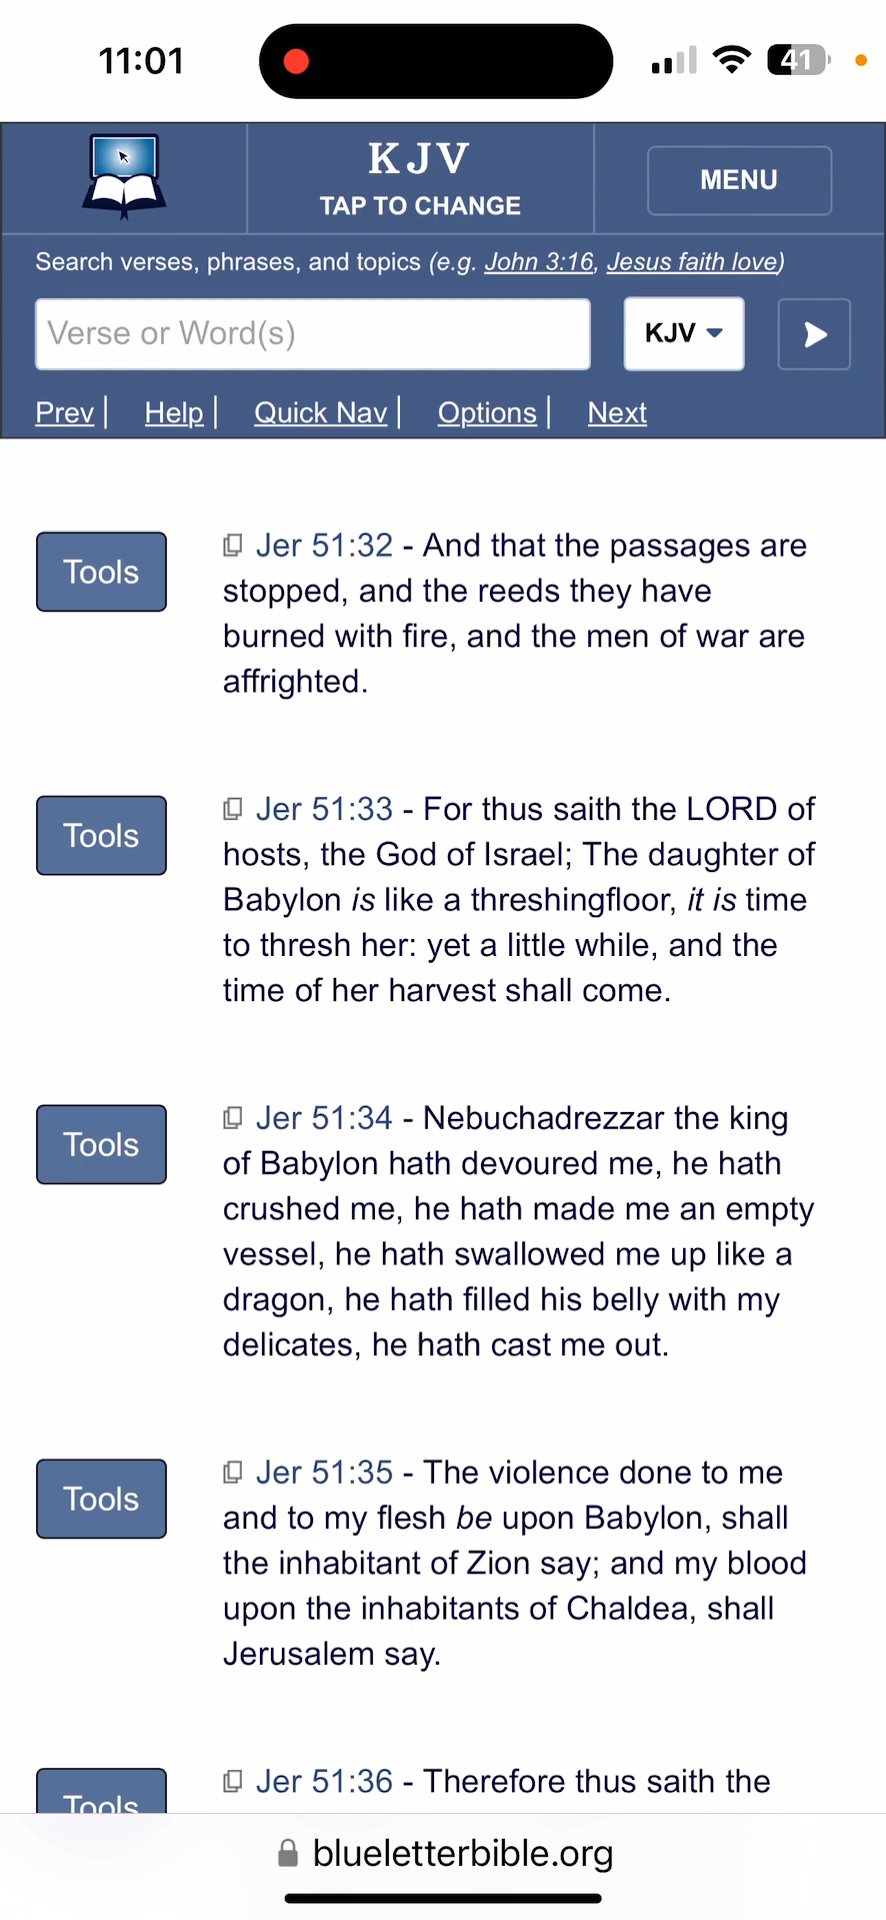 11:01
41
KJV
TAP TO CHANGE
MENU
Search verses, phrases, and topics (e.g. John 3:16, Jesus faith love)
Verse or Word(s)
KJV
Prev | Help | Quick Nav | Options | Next
Tools
Jer 51:32 - And that the passages are
stopped, and the reeds they have
burned with fire, and the men of war are
affrighted.
Tools
Jer 51:33 - For thus saith the LORD of
hosts, the God of Israel; The daughter of
Babylon is like a threshingfloor, it is time
to thresh her: yet a little while, and the
time of her harvest shall come.
Tools
Jer 51:34 - Nebuchadrezzar the king
of Babylon hath devoured me, he hath
crushed me, he hath made me an empty
vessel, he hath swallowed me up like a
dragon, he hath filled his belly with my
delicates, he hath cast me out.
Tools
Jer 51:35 - The violence done to me
and to my flesh be upon Babylon, shall
the inhabitant of Zion say; and my blood
upon the inhabitants of Chaldea, shall
Jerusalem say.
Tools
Jer 51:36 - Therefore thus saith the
blueletterbible.org